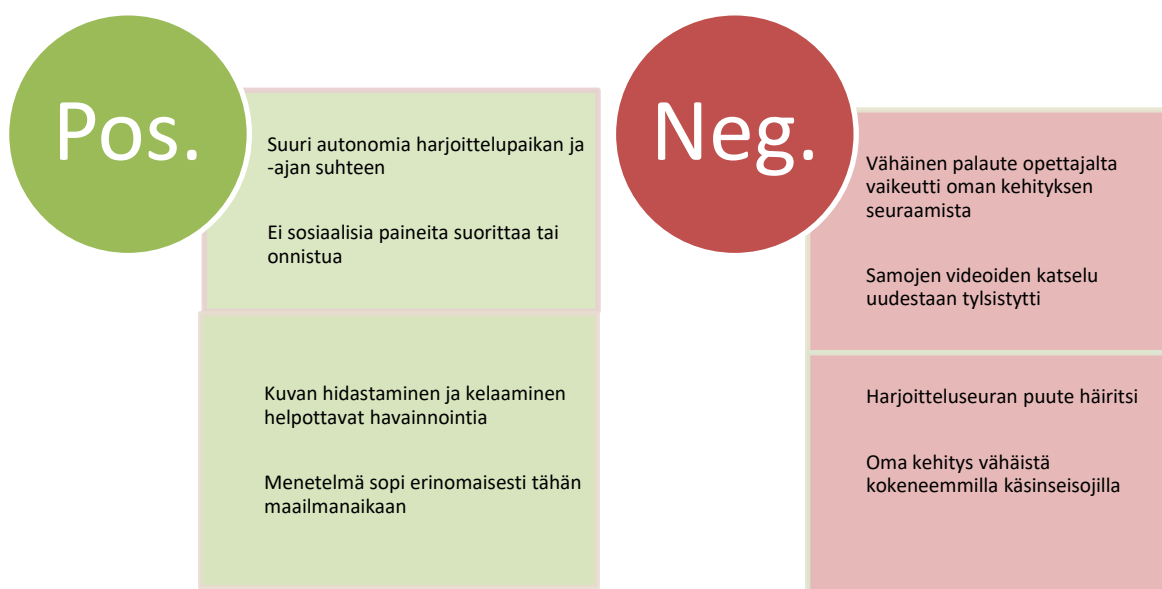 Pos.
Suuri autonomia harjoittelupaikan ja
-ajan suhteen
Ei sosiaalisia paineita suorittaa tai
onnistua
Kuvan hidastaminen ja kelaaminen
helpottavat havainnointia
Menetelmä sopi erinomaisesti tähän
maailmanaikaan
Neg.
Vähäinen palaute opettajalta
vaikeutti oman kehityksen
seuraamista
Samojen videoiden katselu
uudestaan tylsistytti
Harjoitteluseuran puute häiritsi
Oma kehitys vähäistä
kokeneemmilla käsinseisojilla